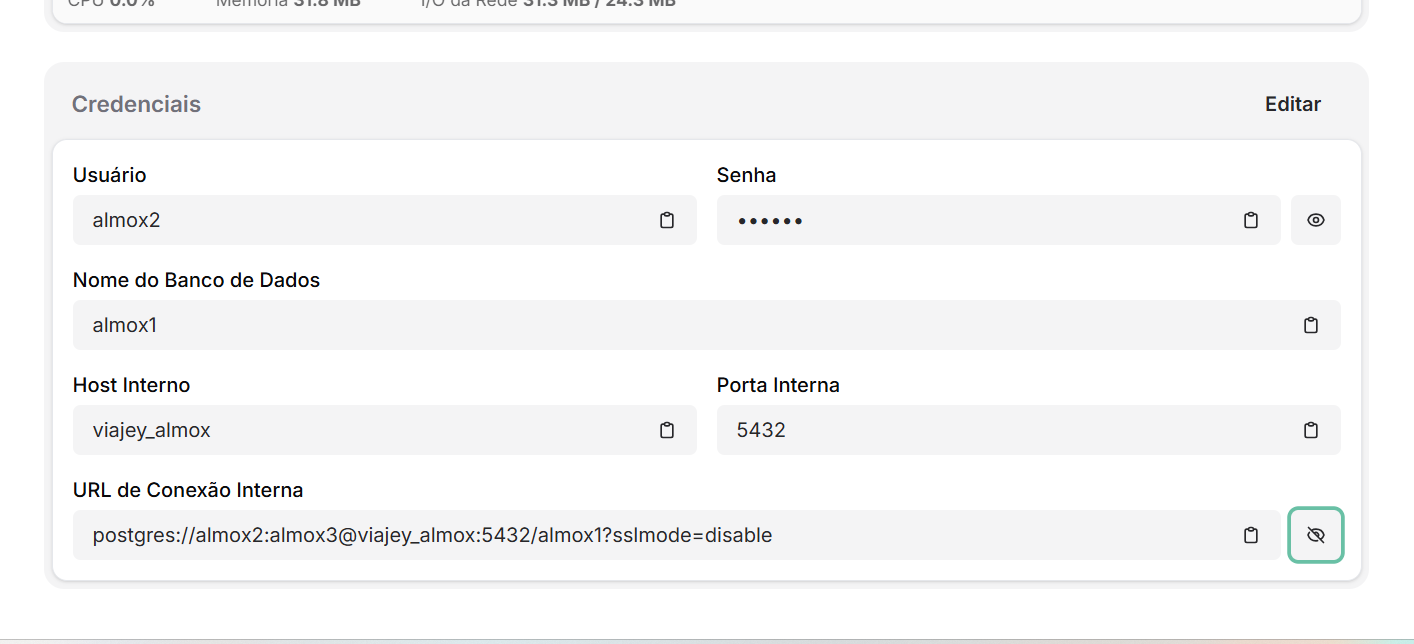 CPU 0.0% Memória 31.8 MB I/O da Rede 31.3 MB / 24.3 MB
Credenciais Editar
Usuário Senha
almox2 ••••••
Nome do Banco de Dados
almox1
Host Interno Porta Interna
viajey_almox 5432
URL de Conexão Interna
postgres://almox2:almox3@viajey_almox:5432/almox1?sslmode=disable